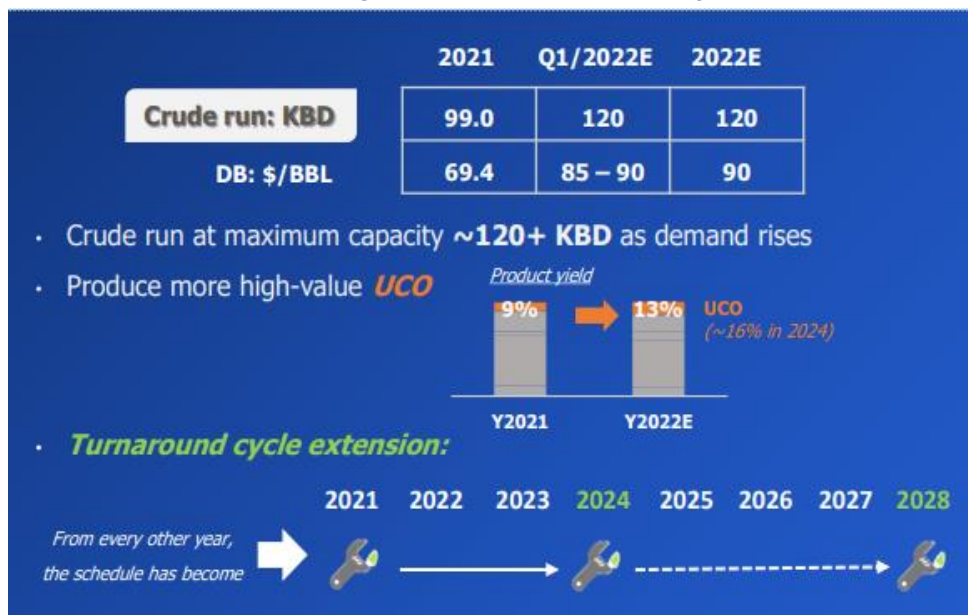 2021 Q1/2022E 2022E
Crude run: KBD 99.0 120 120
DB: $/BBL 69.4 85 – 90 90
• Crude run at maximum capacity ~120+ KBD as demand rises
• Produce more high-value UCO
Product yield
9% 13% UCO
(~16% in 2024)
Y2021 Y2022E
• Turnaround cycle extension:
2021 2022 2023 2024 2025 2026 2027 2028
From every other year,
the schedule has become